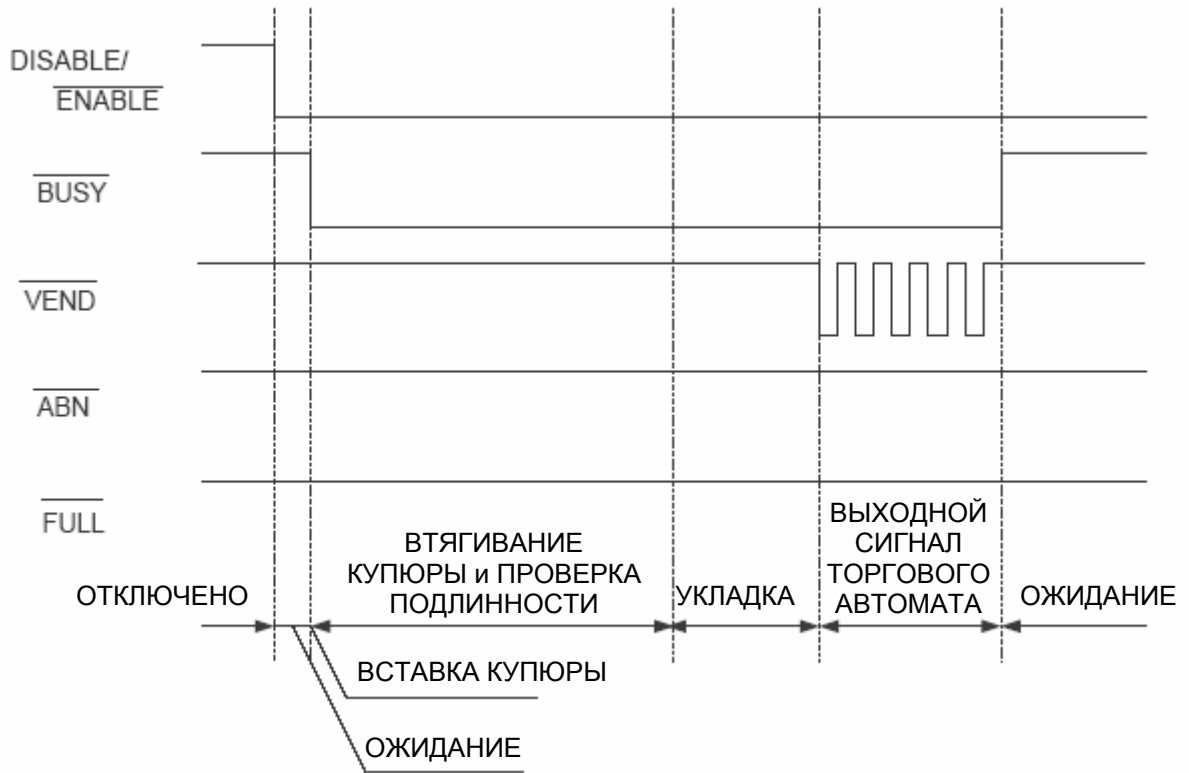 DISABLE/
ENABLE
BUSY
VEND
ABN
FULL
ОТКЛЮЧЕНО
ВТЯГИВАНИЕ
КУПЮРЫ и ПРОВЕРКА
ПОДЛИННОСТИ
УКЛАДКА
ВЫХОДНОЙ
СИГНАЛ
ТОРГОВОГО
АВТОМАТА
ОЖИДАНИЕ
ВСТАВКА КУПЮРЫ
ОЖИДАНИЕ